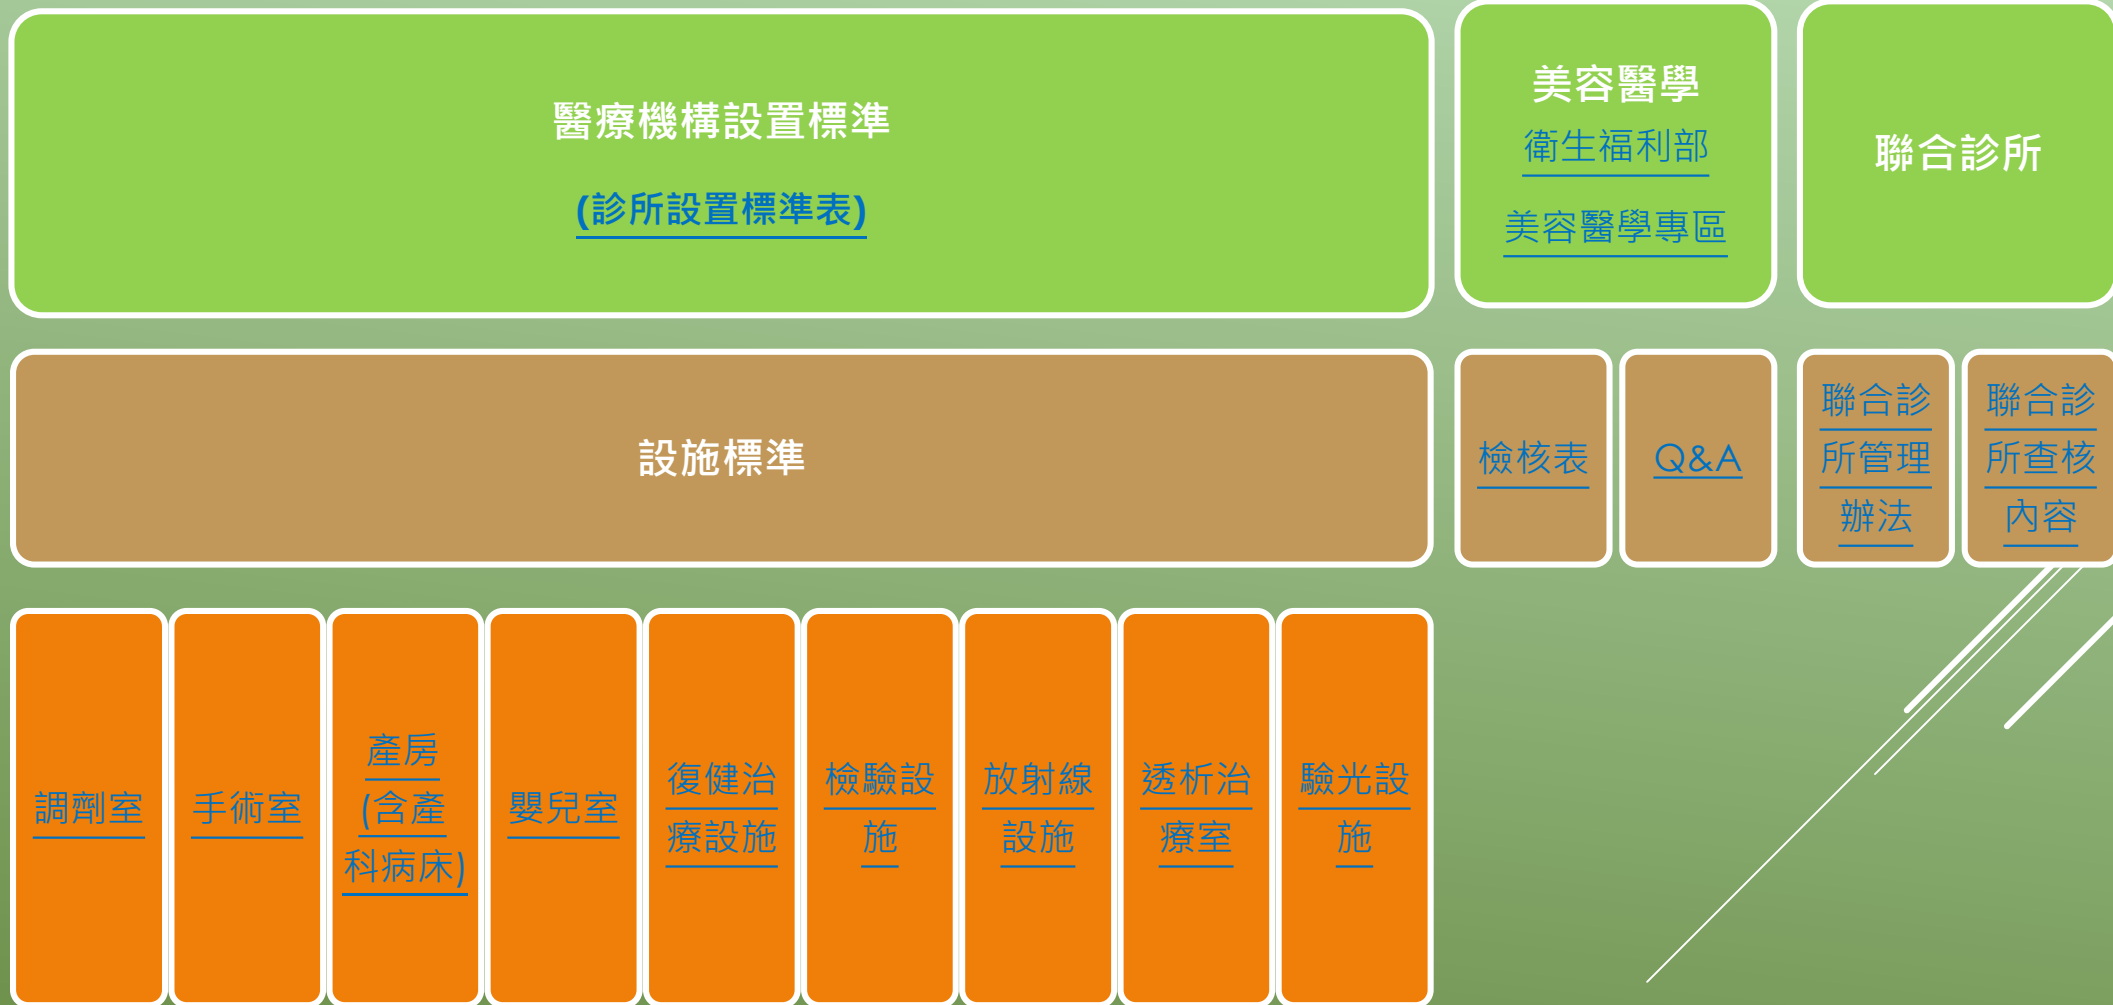 醫療機構設置標準
(診所設置標準表)
美容醫學
衛生福利部
美容醫學專區
聯合診所
設施標準
檢核表
Q&A
聯合診
所管理
辦法
聯合診
所查核
內容
調劑室
手術室
產房
(含產
科病床)
嬰兒室
復健治
療設施
檢驗設
施
放射線
設施
透析治
療室
驗光設
施